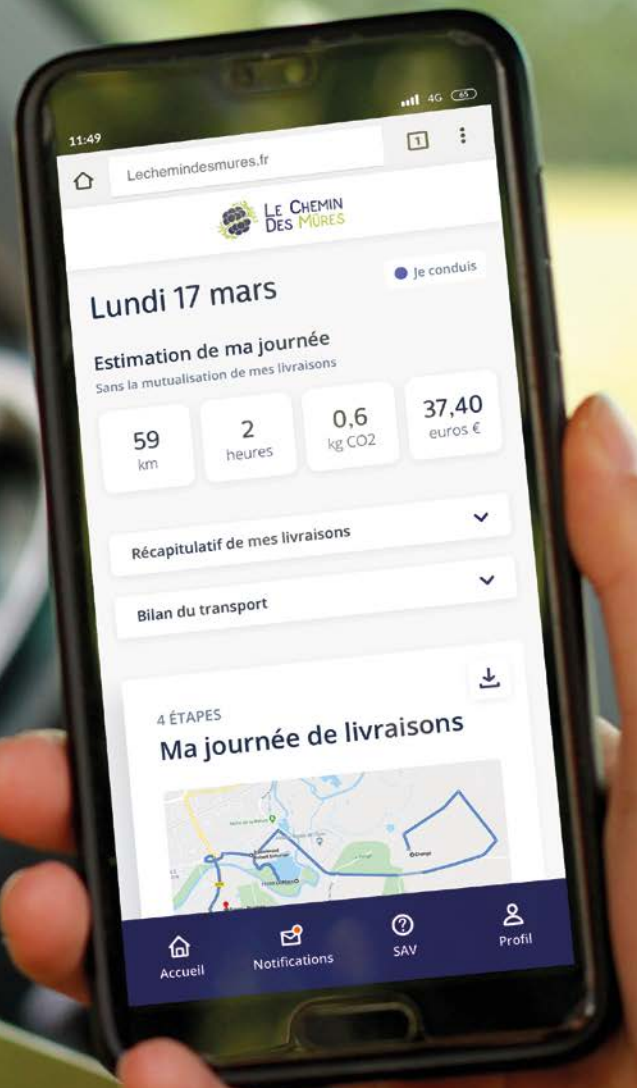 11:49
4G 65
Lechemindesmures.fr
1
LE CHEMIN
DES MÛRES
Lundi 17 mars
Je conduis
Estimation de ma journée
Sans la mutualisation de mes livraisons
59
km
2
heures
0,6
kg CO2
37,40
euros €
Récapitulatif de mes livraisons
Bilan du transport
4 ÉTAPES
Ma journée de livraisons
Accueil
Notifications
SAV
Profil